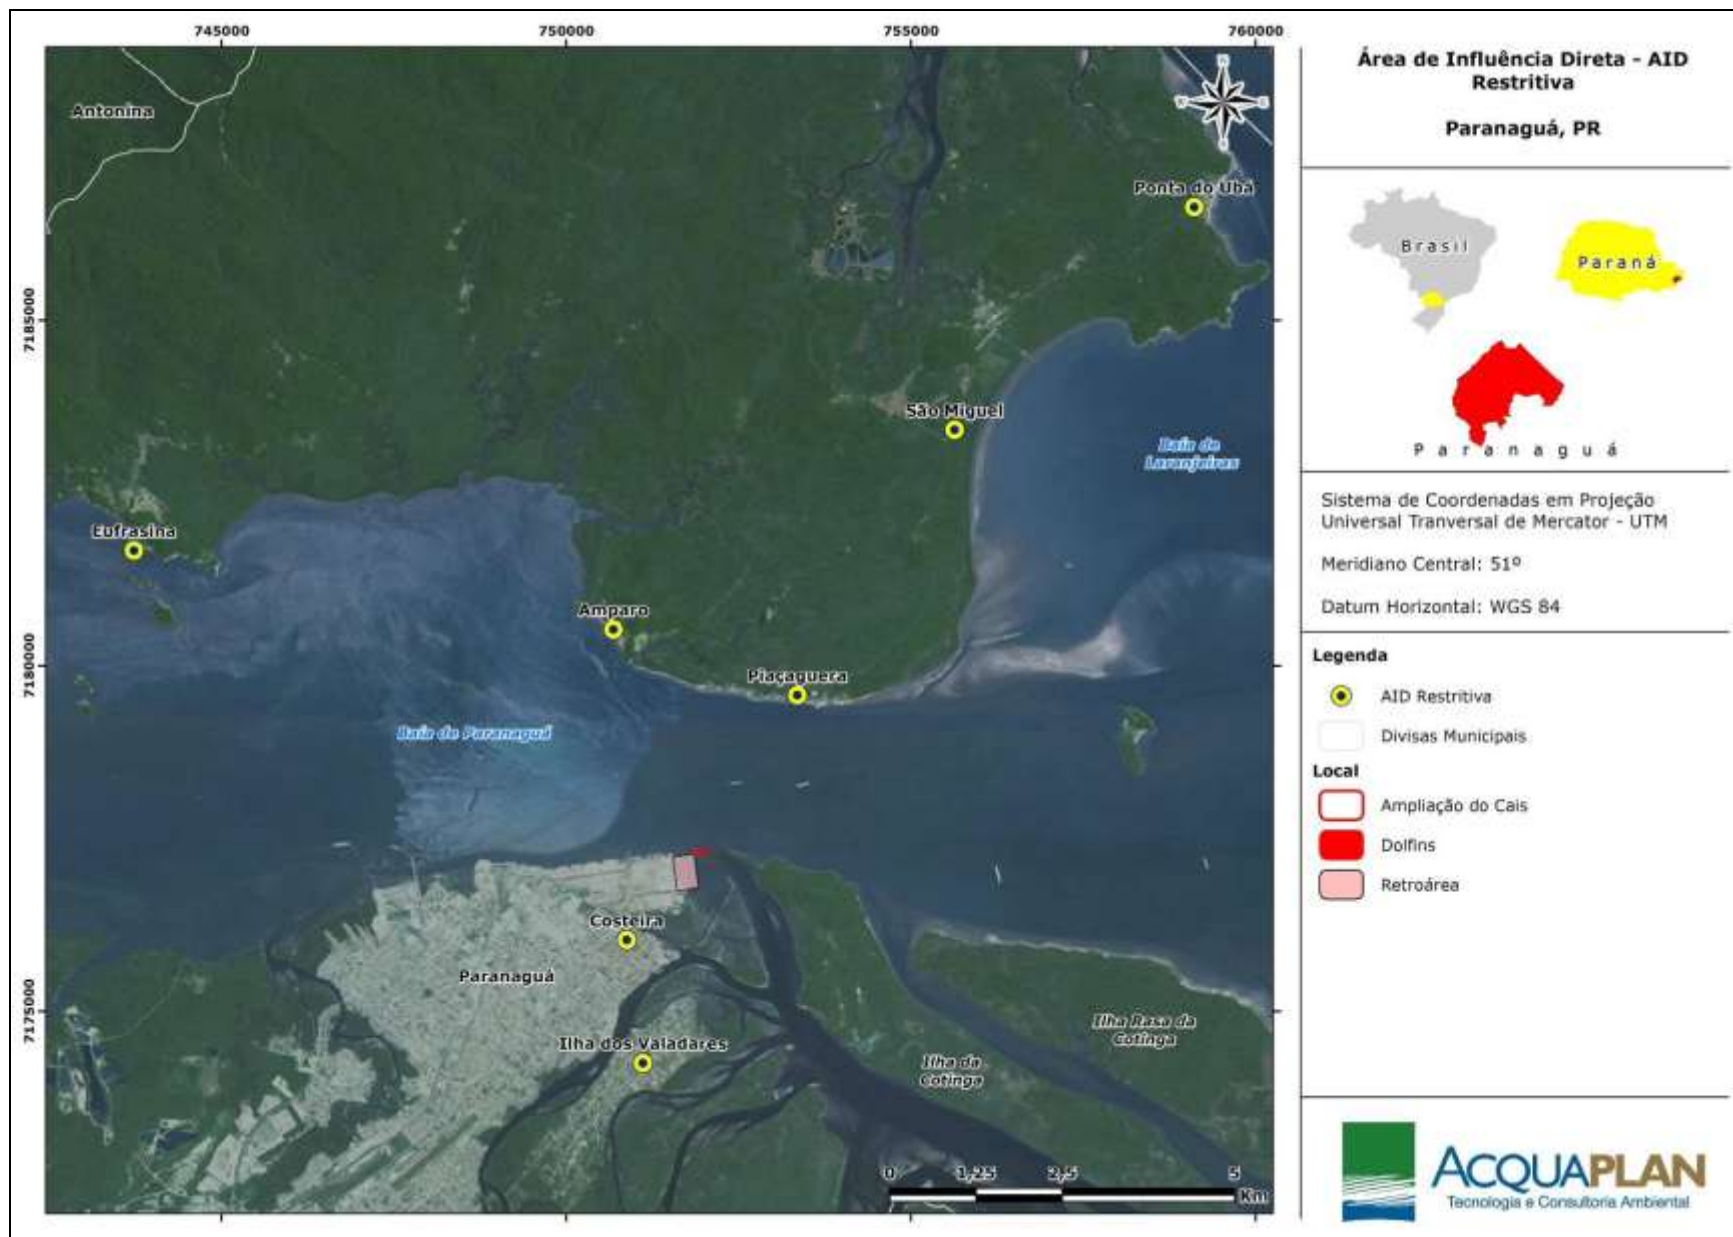 745000
750000
755000
760000
Antonina
Ponta do Ubá
7185000
São Miguel
Baía de
Laranjeiras
Eufrasina
Amparo
7180000
Piaçaguera
Baía de Paranaguá
Costeira
Paranaguá
7175000
Ilha dos Valadares
Ilha Rasa da
Cotinga
Ilha da
Cotinga
0 1,25 2,5 5
Km
Área de Influência Direta - AID
Restritiva
Paranaguá, PR
Brasil
Paraná
Paranaguá
Sistema de Coordenadas em Projeção
Universal Tranversal de Mercator - UTM
Meridiano Central: 51º
Datum Horizontal: WGS 84
Legenda
AID Restritiva
Divisas Municipais
Local
Ampliação do Cais
Dolfins
Retroárea
ACQUAPLAN
Tecnologia e Consultoria Ambiental